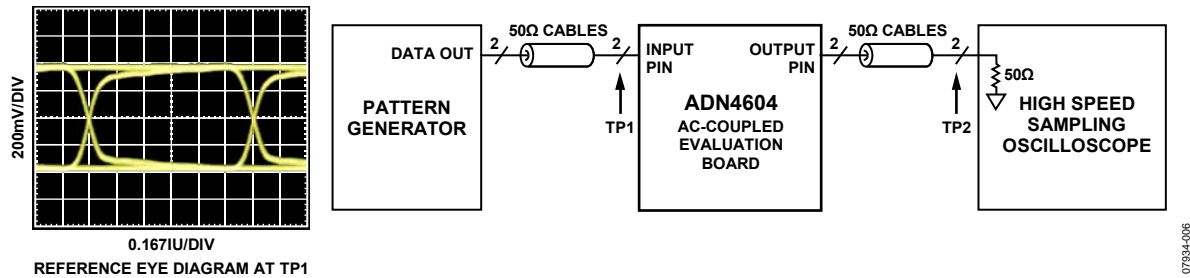 200mV/DIV
0.167IU/DIV
REFERENCE EYE DIAGRAM AT TP1
DATA OUT
PATTERN
GENERATOR
2
50Ω CABLES
2
TP1
INPUT
PIN
OUTPUT
PIN
ADN4604
AC-COUPLED
EVALUATION
BOARD
2
50Ω CABLES
2
TP2
50Ω
HIGH SPEED
SAMPLING
OSCILLOSCOPE
07934-006